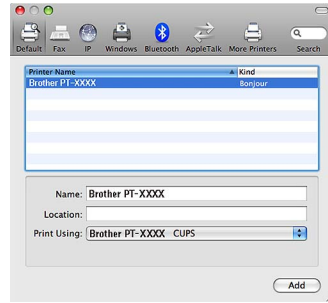 Default Fax IP Windows Bluetooth AppleTalk More Printers Search
Printer Name Kind
Brother PT-XXXX Bonjour
Name: Brother PT-XXXX
Location:
Print Using: Brother PT-XXXX CUPS
Add